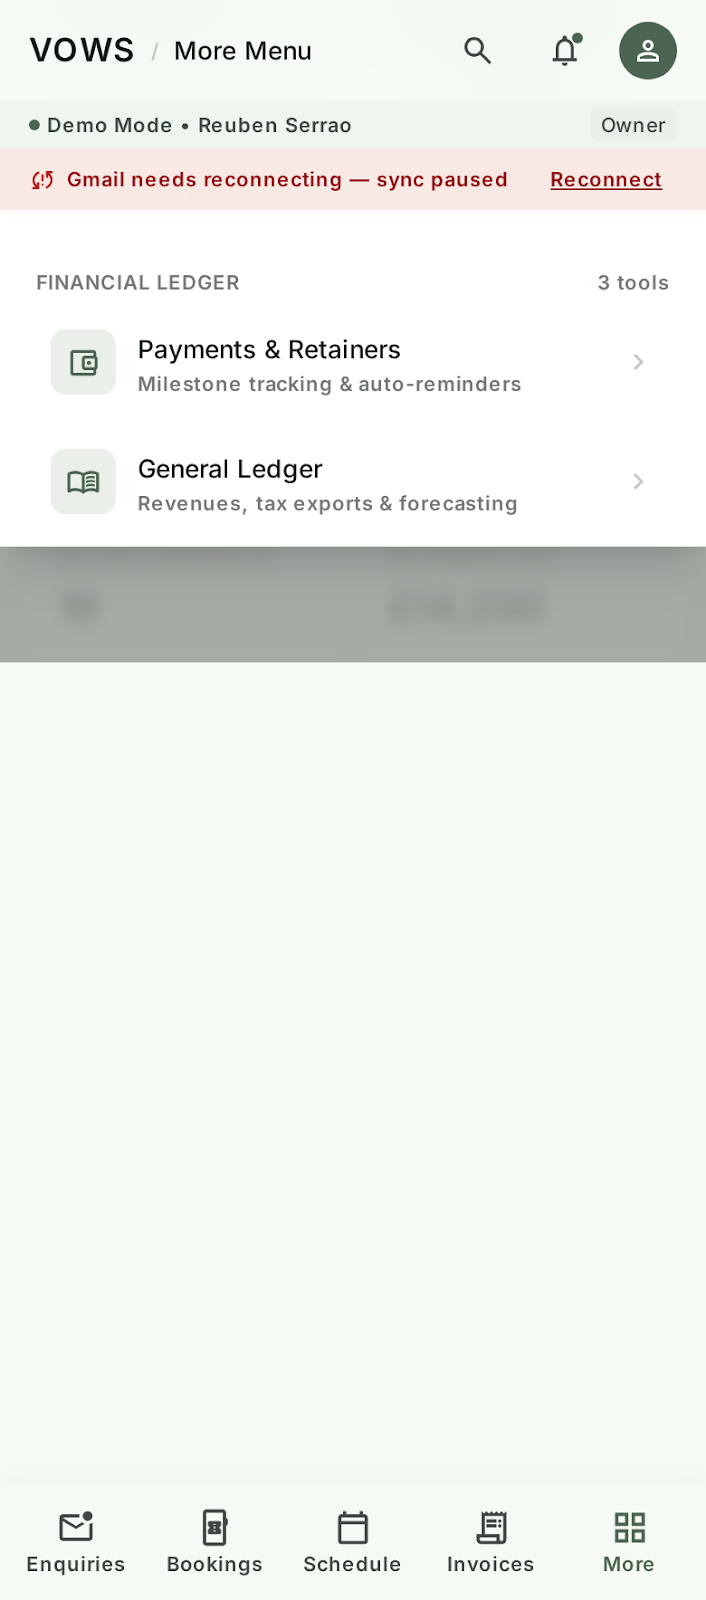 VOWS / More Menu
Demo Mode • Reuben Serrao
Owner
Gmail needs reconnecting — sync paused
Reconnect
FINANCIAL LEDGER
3 tools
Payments & Retainers
Milestone tracking & auto-reminders
General Ledger
Revenues, tax exports & forecasting
Enquiries
Bookings
Schedule
Invoices
More